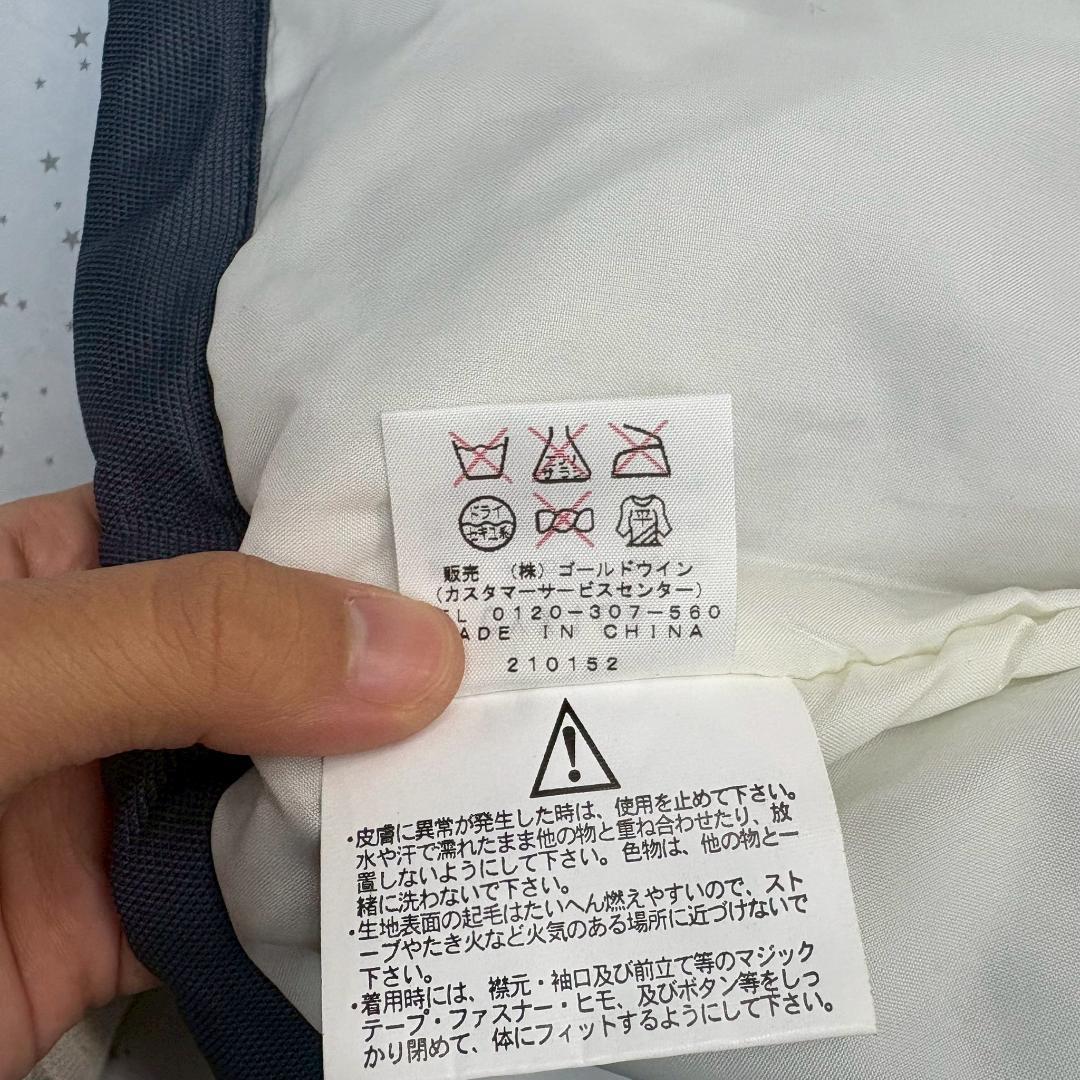 エンソ
サラシ
ドライ
セキユ系
平
販売 (株)ゴールドウイン
(カスタマーサービスセンター)
0120-307-560
IN CHINA
210152
・皮膚に異常が発生した時は、使用を止めて下さい。
水や汗で濡れたまま他の物と重ね合わせたり、放
置しないようにして下さい。色物は、他の物と一
緒に洗わないで下さい。
・生地表面の起毛はたいへん燃えやすいので、スト
ーブやたき火など火気のある場所に近づけないで
下さい。
・着用時には、襟元・袖口及び前立て等のマジック
テープ・ファスナー・ヒモ、及びボタン等をしっ
かり閉めて、体にフィットするようにして下さい。